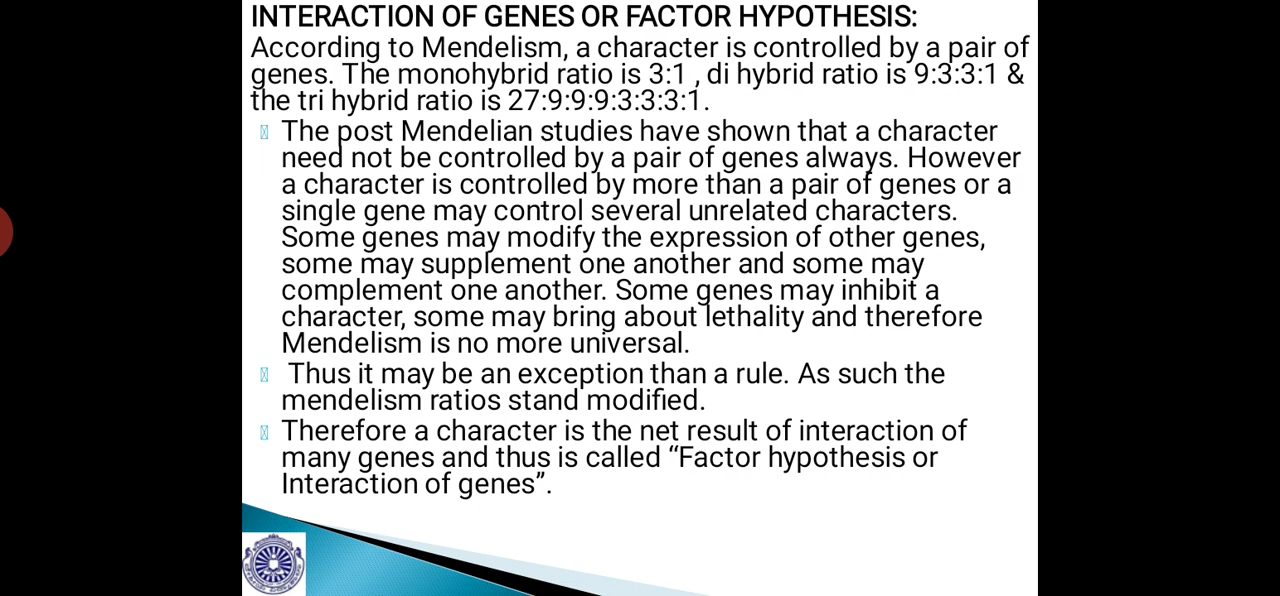 INTERACTION OF GENES OR FACTOR HYPOTHESIS:
According to Mendelism, a character is controlled by a pair of
genes. The monohybrid ratio is 3:1 , di hybrid ratio is 9:3:3:1 &
the tri hybrid ratio is 27:9:9:9:3:3:3:1.
The post Mendelian studies have shown that a character
need not be controlled by a pair of genes always. However
a character is controlled by more than a pair of genes or a
single gene may control several unrelated characters.
Some genes may modify the expression of other genes,
some may supplement one another and some may
complement one another. Some genes may inhibit a
character, some may bring about lethality and therefore
Mendelism is no more universal.
Thus it may be an exception than a rule. As such the
mendelism ratios stand modified.
Therefore a character is the net result of interaction of
many genes and thus is called “Factor hypothesis or
Interaction of genes”.